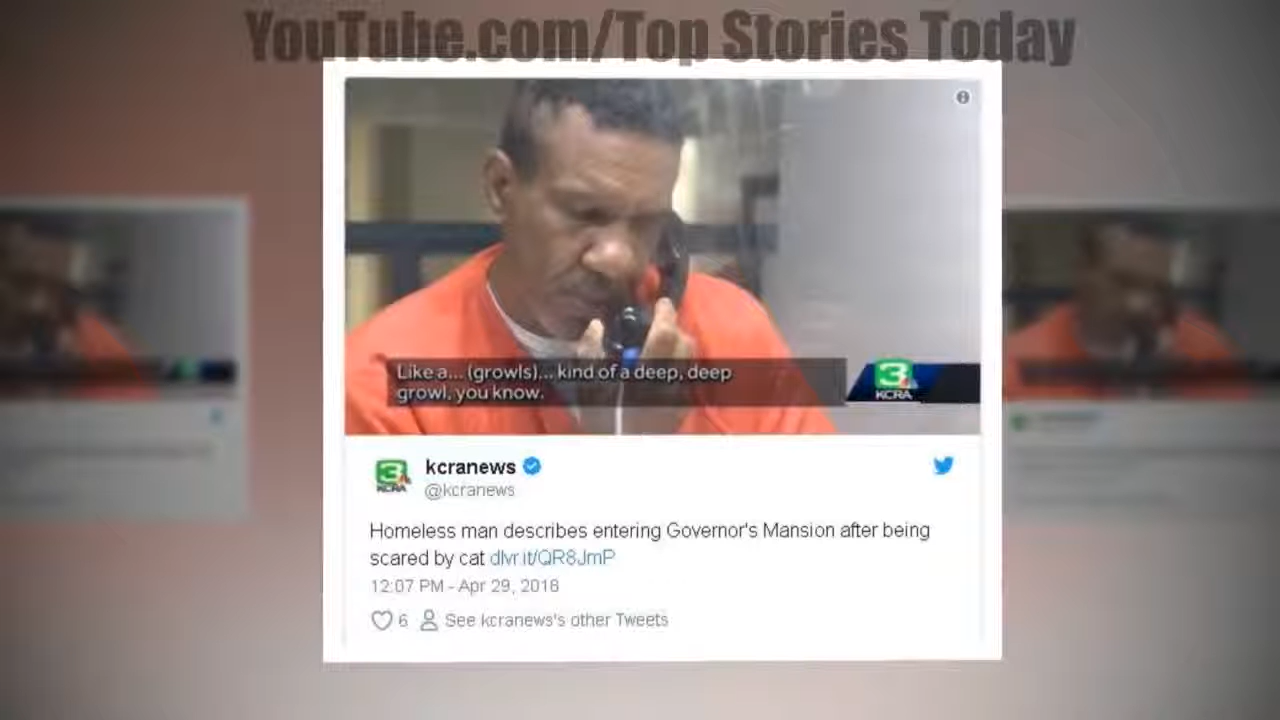 YouTube.com/Top Stories Today
Like a... (growls)... kind of a deep, deep
growl, you know.
3
KCRA
3
KCRA
kcranews
@kcranews
Homeless man describes entering Governor's Mansion after being
scared by cat dlvr.it/QR8JmP
12:07 PM - Apr 29, 2018
6 See kcranews's other Tweets